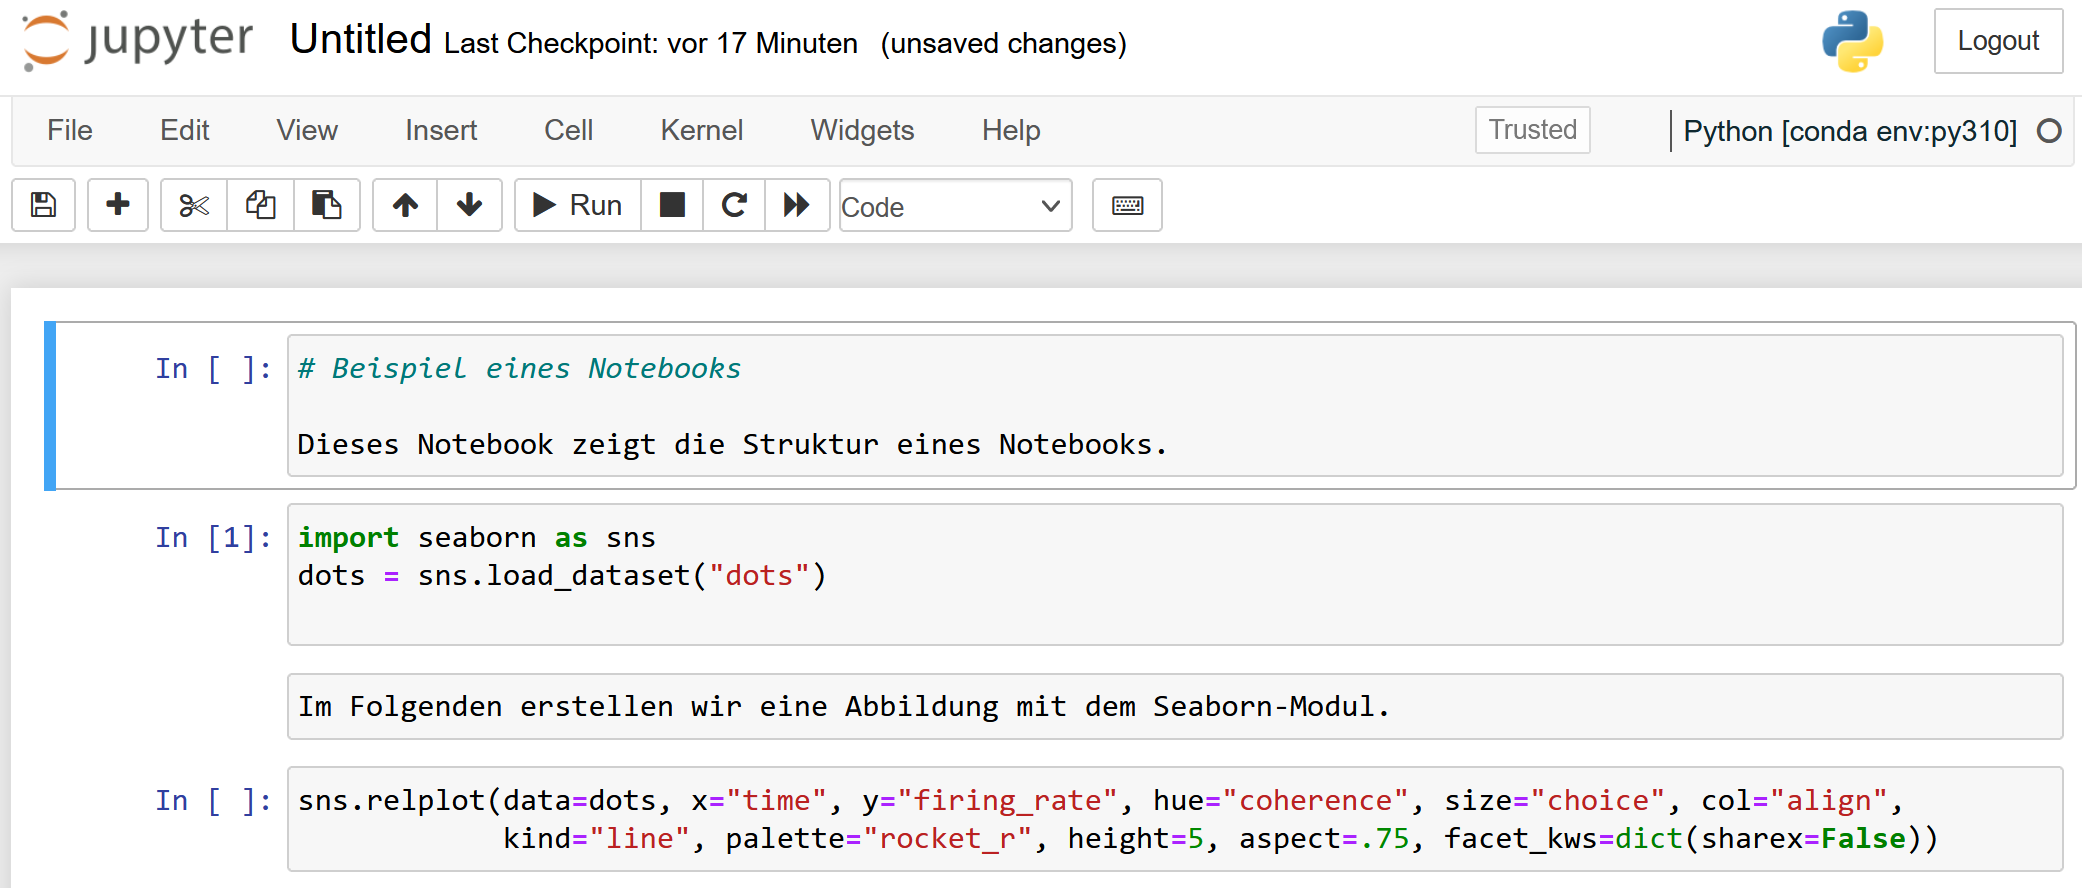 jupyter Untitled Last Checkpoint: vor 17 Minuten (unsaved changes) Logout
File Edit View Insert Cell Kernel Widgets Help Trusted Python [conda env:py310]
Run Code
In [ ]: # Beispiel eines Notebooks
Dieses Notebook zeigt die Struktur eines Notebooks.
In [1]: import seaborn as sns
dots = sns.load_dataset("dots")
Im Folgenden erstellen wir eine Abbildung mit dem Seaborn-Modul.
In [ ]: sns.relplot(data=dots, x="time", y="firing_rate", hue="coherence", size="choice", col="align",
kind="line", palette="rocket_r", height=5, aspect=.75, facet_kws=dict(sharex=False))